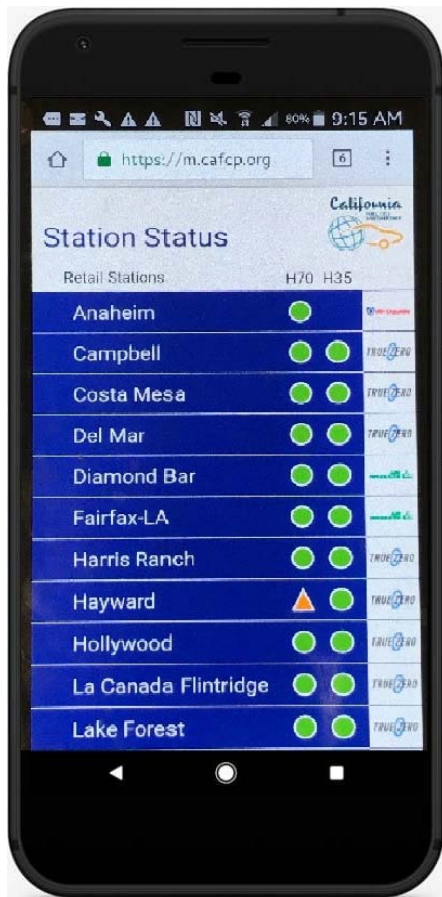 80% 9:15 AM
https://m.cafcp.org 6
California
Station Status
Retail Stations H70 H35
Anaheim
Campbell TRUEZERO
Costa Mesa TRUEZERO
Del Mar TRUEZERO
Diamond Bar
Fairfax-LA
Harris Ranch TRUEZERO
Hayward TRUEZERO
Hollywood TRUEZERO
La Canada Flintridge TRUEZERO
Lake Forest TRUEZERO